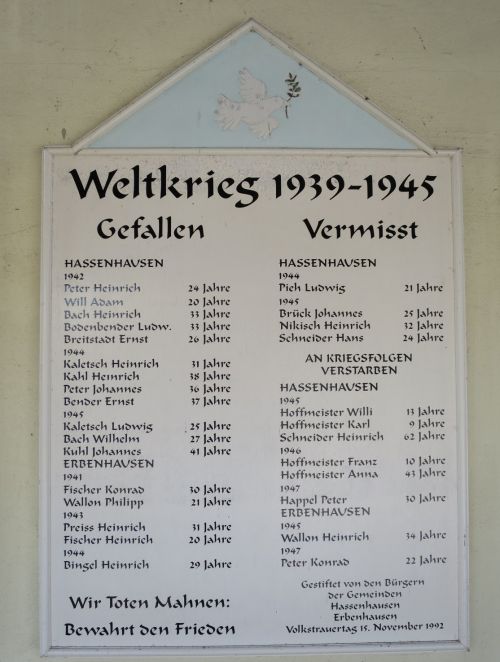 Weltkrieg 1939-1945
Gefallen
HASSENHAUSEN
1942
Peter Heinrich 24 Jahre
Will Adam 20 Jahre
Bach Heinrich 33 Jahre
Bodenbender Ludw. 33 Jahre
Breitstadt Ernst 26 Jahre
1944
Kaletsch Heinrich 31 Jahre
Kahl Heinrich 38 Jahre
Peter Johannes 36 Jahre
Bender Ernst 37 Jahre
1945
Kaletsch Ludwig 25 Jahre
Bach Wilhelm 27 Jahre
Kuhl Johannes 41 Jahre
ERBENHAUSEN
1941
Fischer Konrad 30 Jahre
Wallon Philipp 21 Jahre
1943
Preiss Heinrich 31 Jahre
Fischer Heinrich 20 Jahre
1944
Bingel Heinrich 29 Jahre
Wir Toten Mahnen:
Bewahrt den Frieden
Vermisst
HASSENHAUSEN
1944
Pich Ludwig 21 Jahre
1945
Brück Johannes 25 Jahre
Nikisch Heinrich 32 Jahre
Schneider Hans 24 Jahre
AN KRIEGSFOLGEN
VERSTARBEN
HASSENHAUSEN
1945
Hoffmeister Willi 13 Jahre
Hoffmeister Karl 9 Jahre
Schneider Heinrich 62 Jahre
1946
Hoffmeister Franz 10 Jahre
Hoffmeister Anna 43 Jahre
1947
Happel Peter 30 Jahre
ERBENHAUSEN
1945
Wallon Heinrich 34 Jahre
1947
Peter Konrad 22 Jahre
Gestiftet von den Bürgern
der Gemeinden
Hassenhausen
Erbenhausen
Volkstrauertag 15. November 1992